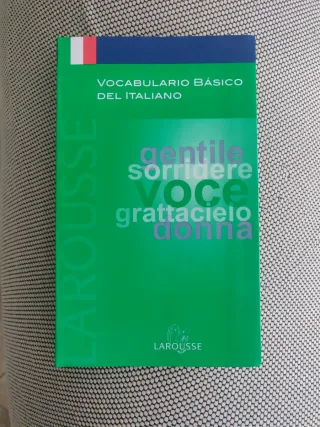 VOCABULARIO BÁSICO
DEL ITALIANO
LAROUSSE
gentile
sorridere
voce
grattacielo
donna
LAROUSSE